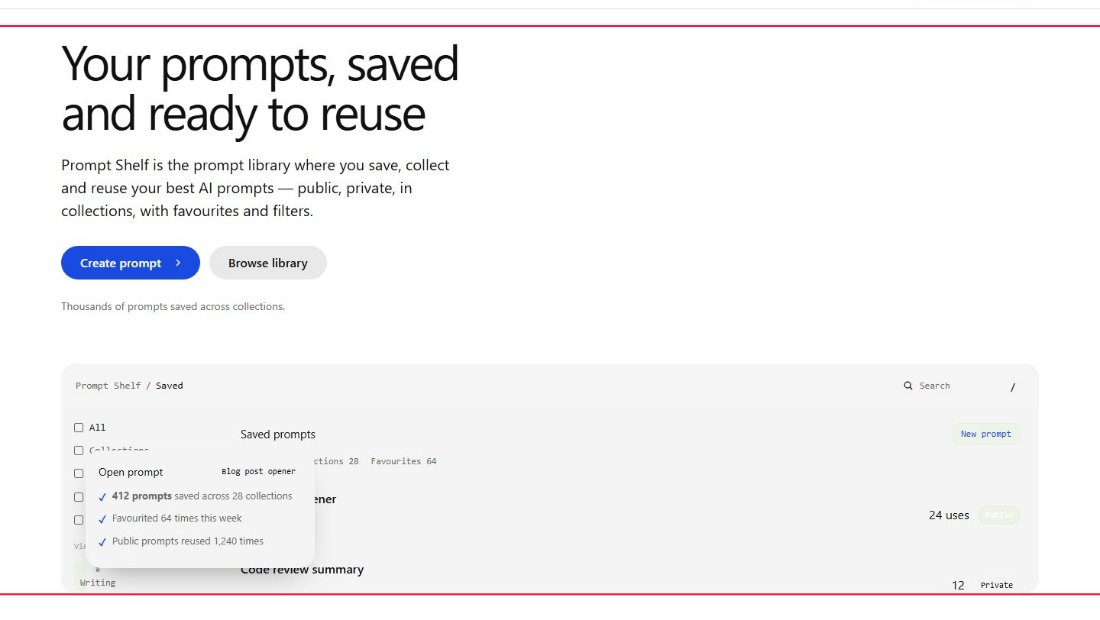 Your prompts, saved
and ready to reuse
Prompt Shelf is the prompt library where you save, collect
and reuse your best AI prompts — public, private, in
collections, with favourites and filters.
Create prompt
Browse library
Thousands of prompts saved across collections.
Prompt Shelf / Saved
Search
/
All
Collections
Saved prompts
New prompt
28 Favourites 64
Open prompt
Blog post opener
✓ 412 prompts saved across 28 collections
✓ Favourited 64 times this week
✓ Public prompts reused 1,240 times
24 uses
Public
Code review summary
Writing
12
Private